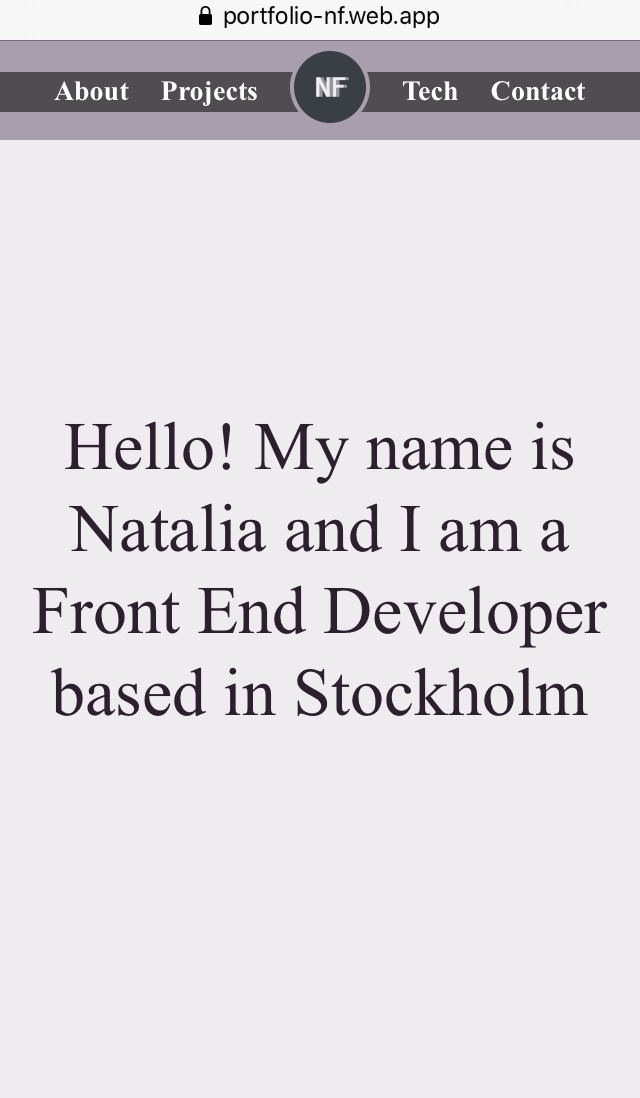 portfolio-nf.web.app
About Projects NF Tech Contact
Hello! My name is
Natalia and I am a
Front End Developer
based in Stockholm